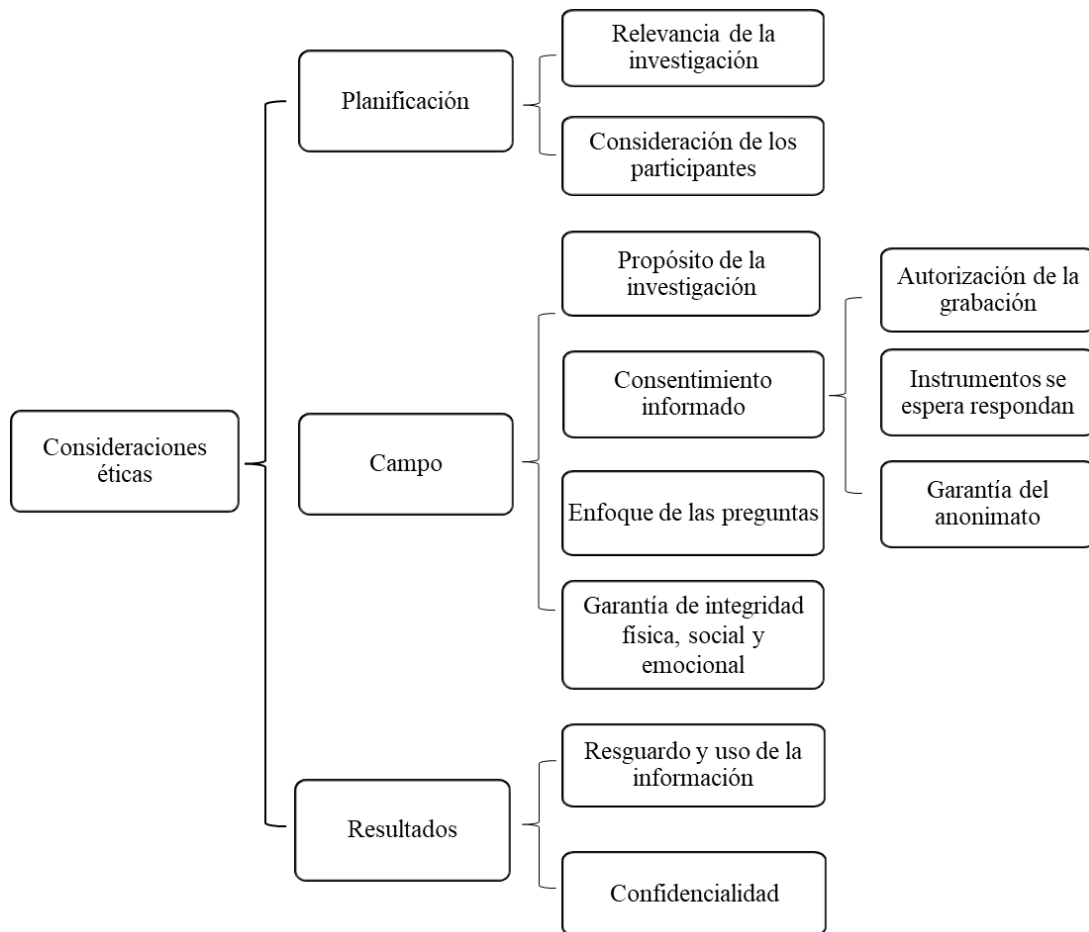 Consideraciones
éticas
Planificación
Relevancia de la
investigación
Consideración de los
participantes
Campo
Propósito de la
investigación
Consentimiento
informado
Autorización de la
grabación
Instrumentos se
espera respondan
Garantía del
anonimato
Enfoque de las preguntas
Garantía de integridad
física, social y
emocional
Resultados
Resguardo y uso de la
información
Confidencialidad